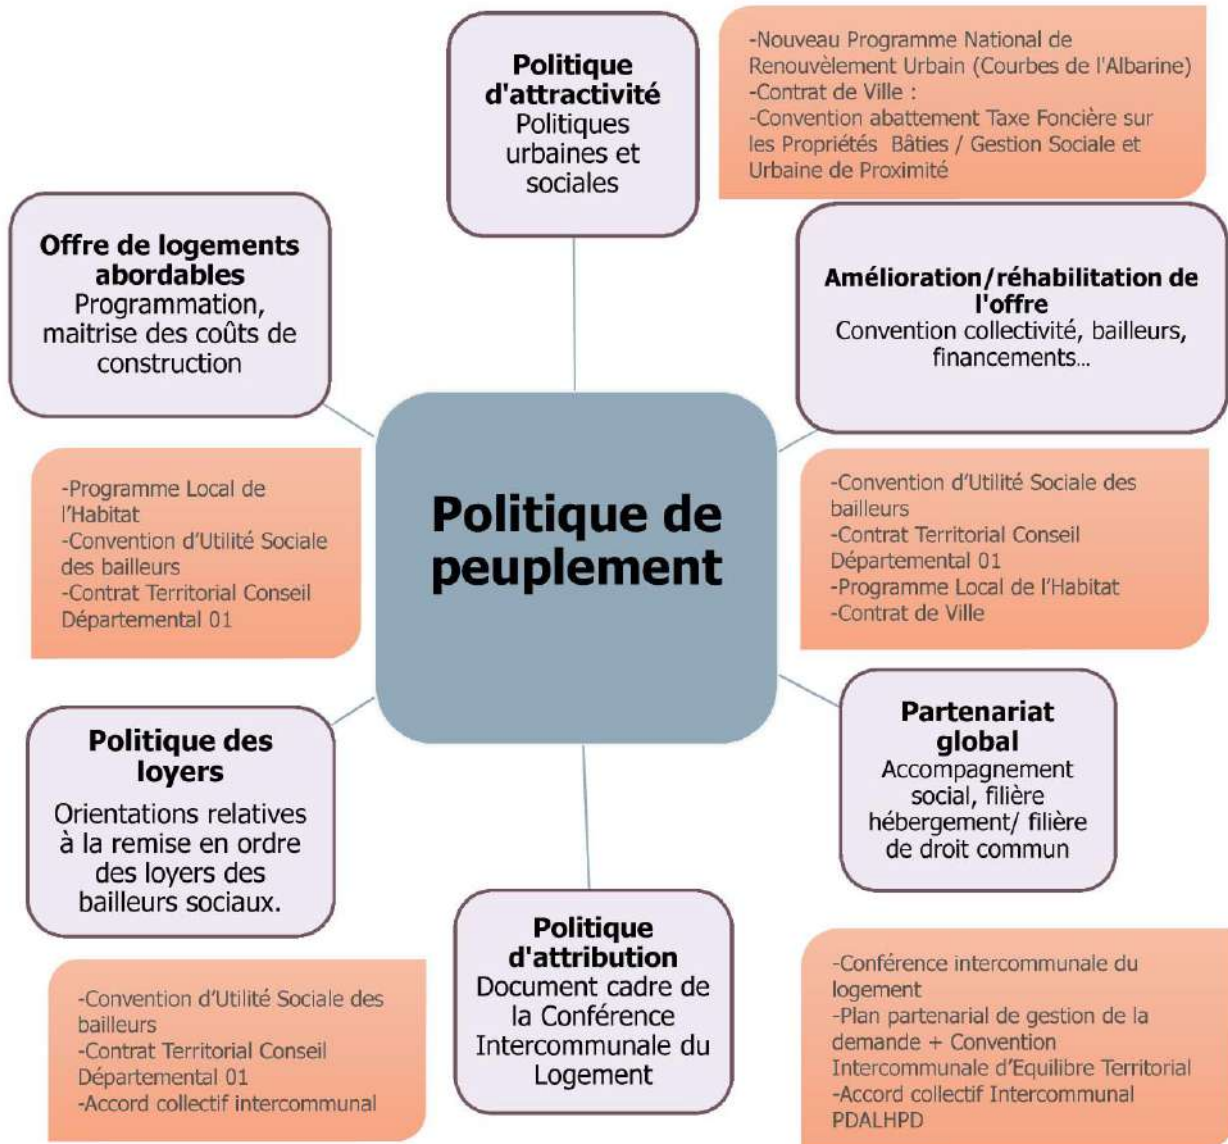 Politique
d'attractivité
Politiques
urbaines et
sociales
-Nouveau Programme National de
Renouvèlement Urbain (Courbes de l'Albarine)
-Contrat de Ville :
-Convention abattement Taxe Foncière sur
les Propriétés Bâties / Gestion Sociale et
Urbaine de Proximité
Offre de logements
abordables
Programmation,
maitrise des coûts de
construction
Amélioration/réhabilitation de
l'offre
Convention collectivité, bailleurs,
financements...
-Programme Local de
l'Habitat
-Convention d'Utilité Sociale
des bailleurs
-Contrat Territorial Conseil
Départemental 01
Politique de
peuplement
-Convention d'Utilité Sociale des
bailleurs
-Contrat Territorial Conseil
Départemental 01
-Programme Local de l'Habitat
-Contrat de Ville
Politique des
loyers
Orientations relatives
à la remise en ordre
des loyers des
bailleurs sociaux.
Partenariat
global
Accompagnement
social, filière
hébergement/ filière
de droit commun
-Convention d'Utilité Sociale des
bailleurs
-Contrat Territorial Conseil
Départemental 01
-Accord collectif intercommunal
Politique
d'attribution
Document cadre de
la Conférence
Intercommunale du
Logement
-Conférence intercommunale du
logement
-Plan partenarial de gestion de la
demande + Convention
Intercommunale d'Equilibre Territorial
-Accord collectif Intercommunal
PDALHPD